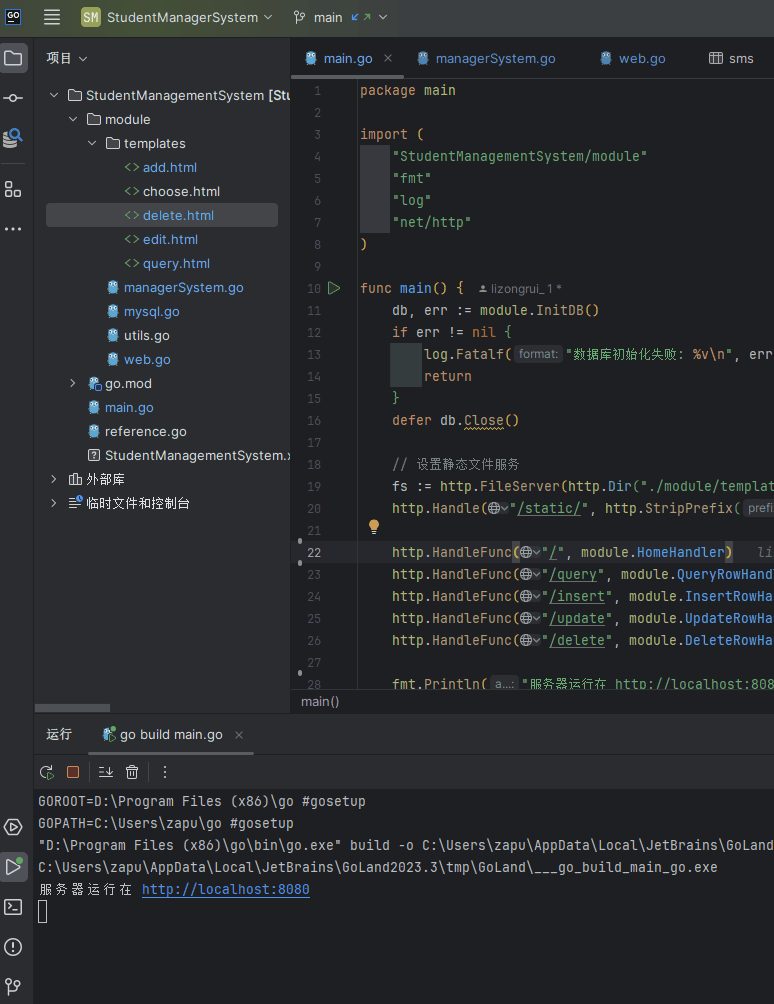 GO SM StudentManagerSystem main
项目
main.go managerSystem.go web.go sms
StudentManagementSystem [Stu
module
templates
add.html
choose.html
delete.html
edit.html
query.html
managerSystem.go
mysql.go
utils.go
web.go
go.mod
main.go
reference.go
StudentManagementSystem.
外部库
临时文件和控制台
1 package main
2
3 import (
4 "StudentManagementSystem/module"
5 "fmt"
6 "log"
7 "net/http"
8 )
9
10 func main() { lizongrui_1 *
11 db, err := module.InitDB()
12 if err != nil {
13 log.Fatalf( format: "数据库初始化失败: %v\n", err
14 return
15 }
16 defer db.Close()
17
18 // 设置静态文件服务
19 fs := http.FileServer(http.Dir("./module/templat
20 http.Handle("/static/", http.StripPrefix( prefi
21
22 http.HandleFunc("/", module.HomeHandler) li
23 http.HandleFunc("/query", module.QueryRowHand
24 http.HandleFunc("/insert", module.InsertRowHa
25 http.HandleFunc("/update", module.UpdateRowHa
26 http.HandleFunc("/delete", module.DeleteRowHa
27
28 fmt.Println( a...: "服务器运行在 http://localhost:808
main()
运行 go build main.go
GOROOT=D:\Program Files (x86)\go #gosetup
GOPATH=C:\Users\zapu\go #gosetup
"D:\Program Files (x86)\go\bin\go.exe" build -o C:\Users\zapu\AppData\Local\JetBrains\GoLand
C:\Users\zapu\AppData\Local\JetBrains\GoLand2023.3\tmp\GoLand\___go_build_main_go.exe
服务器运行在 http://localhost:8080